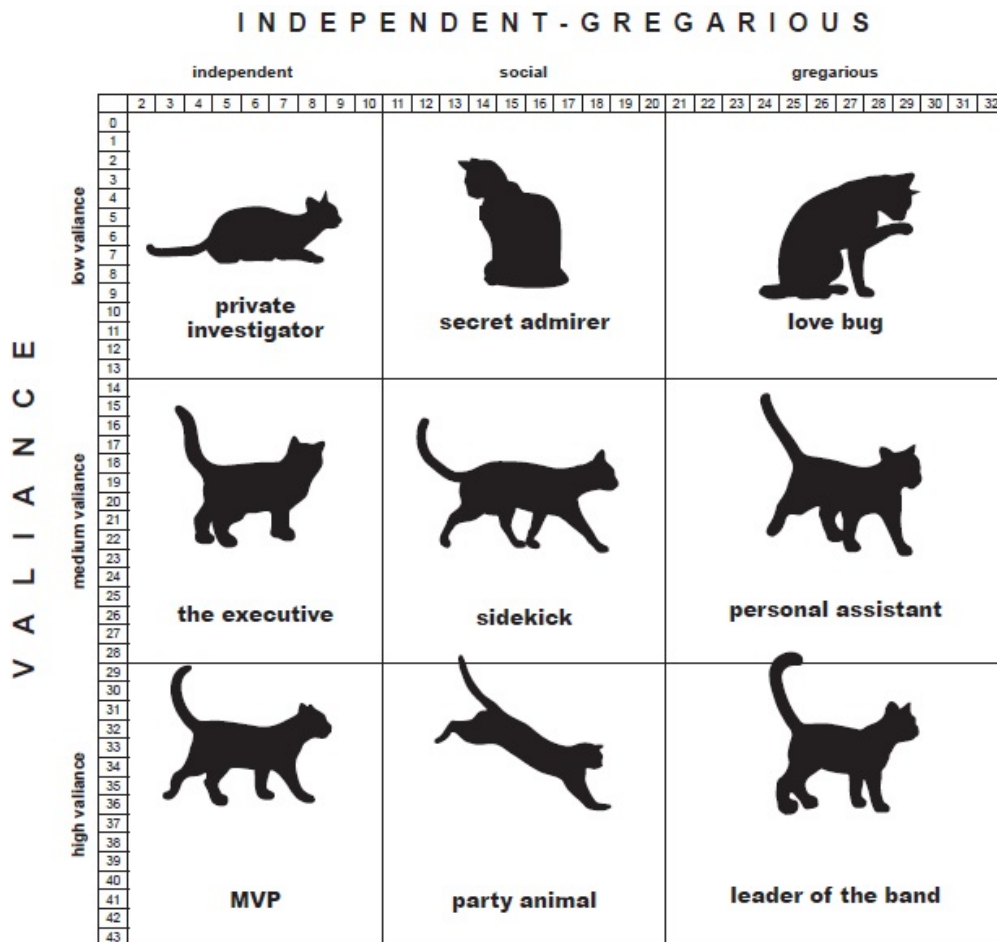 INDEPENDENT-GREGARIOUS
independent social gregarious
2 3 4 5 6 7 8 9 10 11 12 13 14 15 16 17 18 19 20 21 22 23 24 25 26 27 28 29 30 31 32
VALIANCE
low valiance
0
1
2
3
4
5
6
7
8
9
10
11
12
13
private
investigator
secret admirer
love bug
medium valiance
14
15
16
17
18
19
20
21
22
23
24
25
26
27
28
the executive
sidekick
personal assistant
high valiance
29
30
31
32
33
34
35
36
37
38
39
40
41
42
43
MVP
party animal
leader of the band